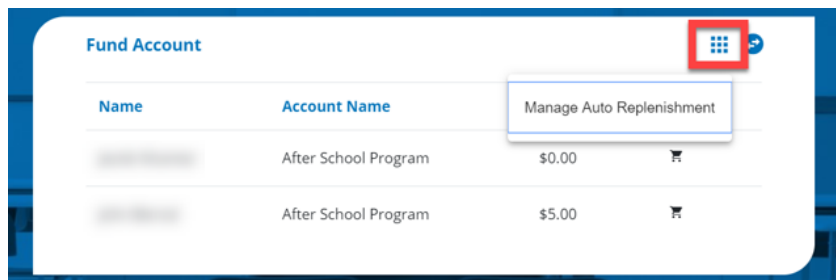 Fund Account
Name Account Name Manage Auto Replenishment
After School Program $0.00
After School Program $5.00